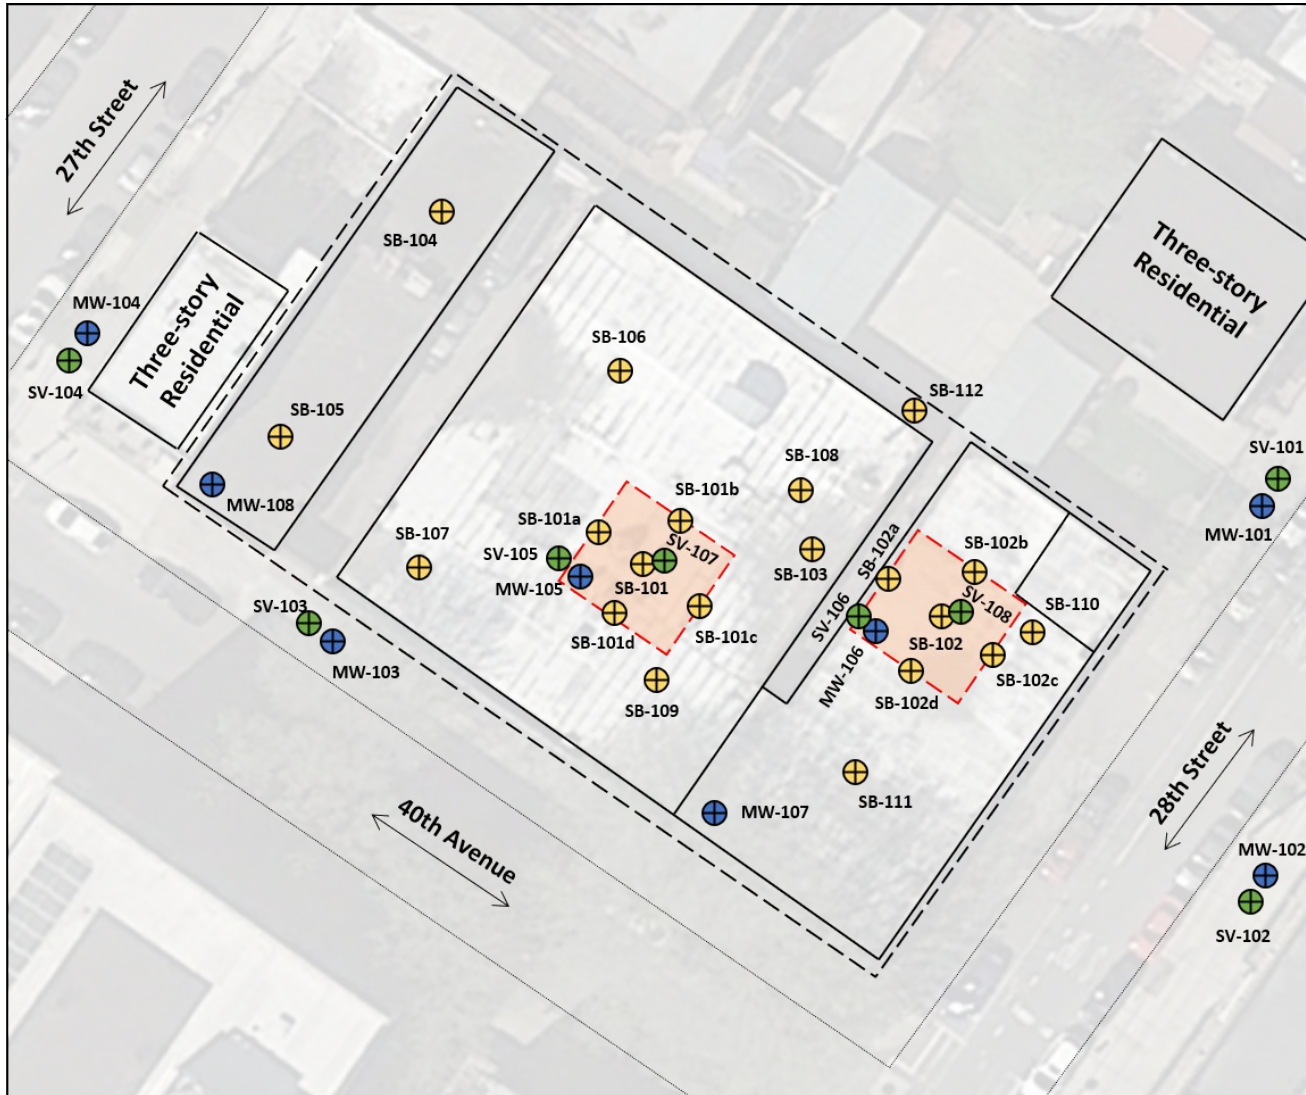 27th Street
SB-104
Three-story
Residential
Three-story
Residential
MW-104
SV-104
SB-106
SB-112
SB-105
SV-101
SB-108
MW-101
SB-101b
MW-108
SB-101a
SB-107
SV-107
SB-102a
SB-102b
SV-105
SB-103
MW-105
SB-101
SV-108
SB-110
SV-103
SV-106
SB-101d
SB-101c
SB-102
MW-103
MW-106
SB-102c
SB-102d
SB-109
28th Street
SB-111
MW-107
40th Avenue
MW-102
SV-102